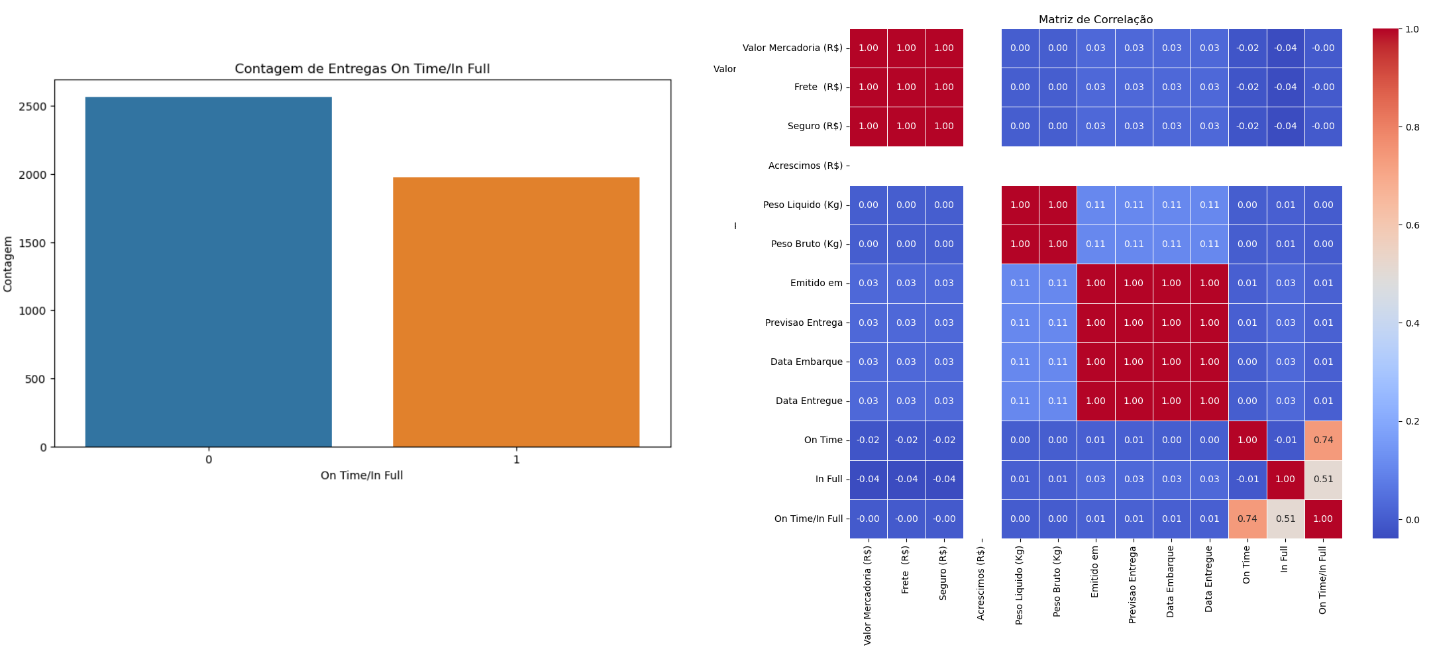 Contagem de Entregas On Time/In Full
2500
2000
1500
1000
500
0
Contagem
0 1
On Time/In Full
Matriz de Correlação
Valor
Valor Mercadoria (R$) 1.00 1.00 1.00 0.00 0.00 0.03 0.03 0.03 0.03 -0.02 -0.04 -0.00
Frete (R$) 1.00 1.00 1.00 0.00 0.00 0.03 0.03 0.03 0.03 -0.02 -0.04 -0.00
Seguro (R$) 1.00 1.00 1.00 0.00 0.00 0.03 0.03 0.03 0.03 -0.02 -0.04 -0.00
Acrescimos (R$)
Peso Liquido (Kg) 0.00 0.00 0.00 1.00 1.00 0.11 0.11 0.11 0.11 0.00 0.01 0.00
Peso Bruto (Kg) 0.00 0.00 0.00 1.00 1.00 0.11 0.11 0.11 0.11 0.00 0.01 0.00
Emitido em 0.03 0.03 0.03 0.11 0.11 1.00 1.00 1.00 1.00 0.01 0.03 0.01
Previsao Entrega 0.03 0.03 0.03 0.11 0.11 1.00 1.00 1.00 1.00 0.01 0.03 0.01
Data Embarque 0.03 0.03 0.03 0.11 0.11 1.00 1.00 1.00 1.00 0.00 0.03 0.01
Data Entregue 0.03 0.03 0.03 0.11 0.11 1.00 1.00 1.00 1.00 0.00 0.03 0.01
On Time -0.02 -0.02 -0.02 0.00 0.00 0.01 0.01 0.00 0.00 1.00 -0.01 0.74
In Full -0.04 -0.04 -0.04 0.01 0.01 0.03 0.03 0.03 0.03 -0.01 1.00 0.51
On Time/In Full -0.00 -0.00 -0.00 0.00 0.00 0.01 0.01 0.01 0.01 0.74 0.51 1.00
Valor Mercadoria (R$)
Frete (R$)
Seguro (R$)
Acrescimos (R$)
Peso Liquido (Kg)
Peso Bruto (Kg)
Emitido em
Previsao Entrega
Data Embarque
Data Entregue
On Time
In Full
On Time/In Full
1.0
0.8
0.6
0.4
0.2
0.0